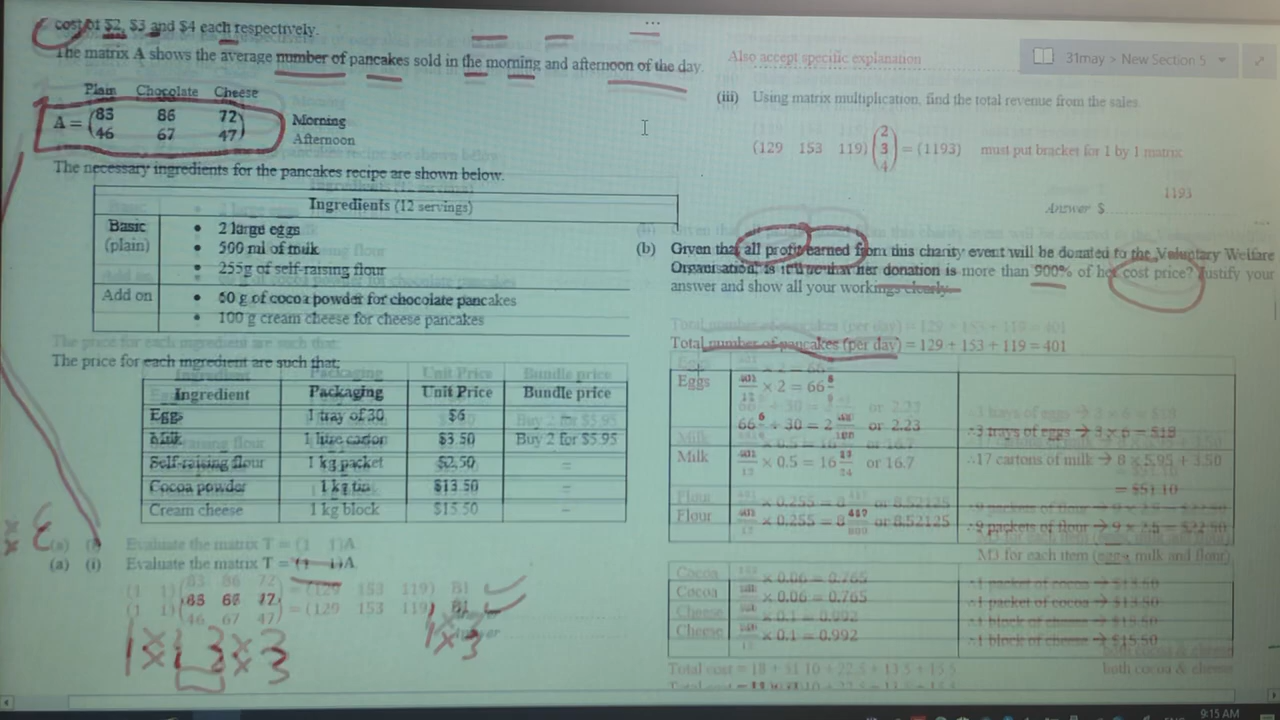 cost of $2, $3 and $4 each respectively.
The matrix A shows the average number of pancakes sold in the morning and afternoon of the day.
Plain Chocolate Cheese
A = (83 86 72) Morning
46 67 47 Afternoon
The necessary ingredients for the pancakes recipe are shown below.
Ingredients (12 servings)
Basic (plain)
• 2 large eggs
• 500 ml of milk
• 255g of self-raising flour
Add on
• 60 g of cocoa powder for chocolate pancakes
• 100 g cream cheese for cheese pancakes
The price for each ingredient are such that:
Ingredient Packaging Unit Price Bundle price
Eggs 1 tray of 30 $6 –
Milk 1 litre carton $3.50 Buy 2 for $5.95
Self-raising flour 1 kg packet $2.50 –
Cocoa powder 1 kg tin $13.50 –
Cream cheese 1 kg block $15.50 –
(a) (i) Evaluate the matrix T = (1 1)A
(1 1) = (129 153 119) B1
46 67 47
1 × 1 3 × 3
1 × 3
Also accept specific explanation
31may > New Section 5
(iii) Using matrix multiplication, find the total revenue from the sales.
(129 153 119) (2 3 4) = (1193) must put bracket for 1 by 1 matrix
1193
Answer $
(b) Given that all profit earned from this charity event will be donated to the Voluntary Welfare
Organisation, is it true that her donation is more than 900% of her cost price? Justify your
answer and show all your workings clearly.
Total number of pancakes (per day) = 129 + 153 + 119 = 401
Eggs × 2 = 66
66 ÷ 30 = 2 or 2.23 ∴3 trays of eggs → 3 × 6 = $18
Milk × 0.5 = 16 or 16.7 ∴17 cartons of milk → 8 × 5.95 + 3.50
= $51.10
Flour × 0.255 = 8 or 8.52125 ∴9 packets of flour → 9 × 2.5 = $22.50
M3 for each item (eggs, milk and flour)
Cocoa × 0.06 = 0.765 ∴1 packet of cocoa → $13.50
Cheese × 0.1 = 0.992 ∴1 block of cheese → $15.50
both cocoa & cheese
Total cost = 18 + 51.10 + 22.5 + 13.5 + 15.5
9:15 AM